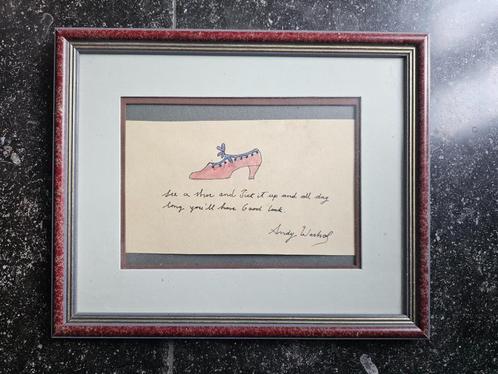 See a shoe and Pick it up and all day
long you'll have Good Luck.
Andy Warhol